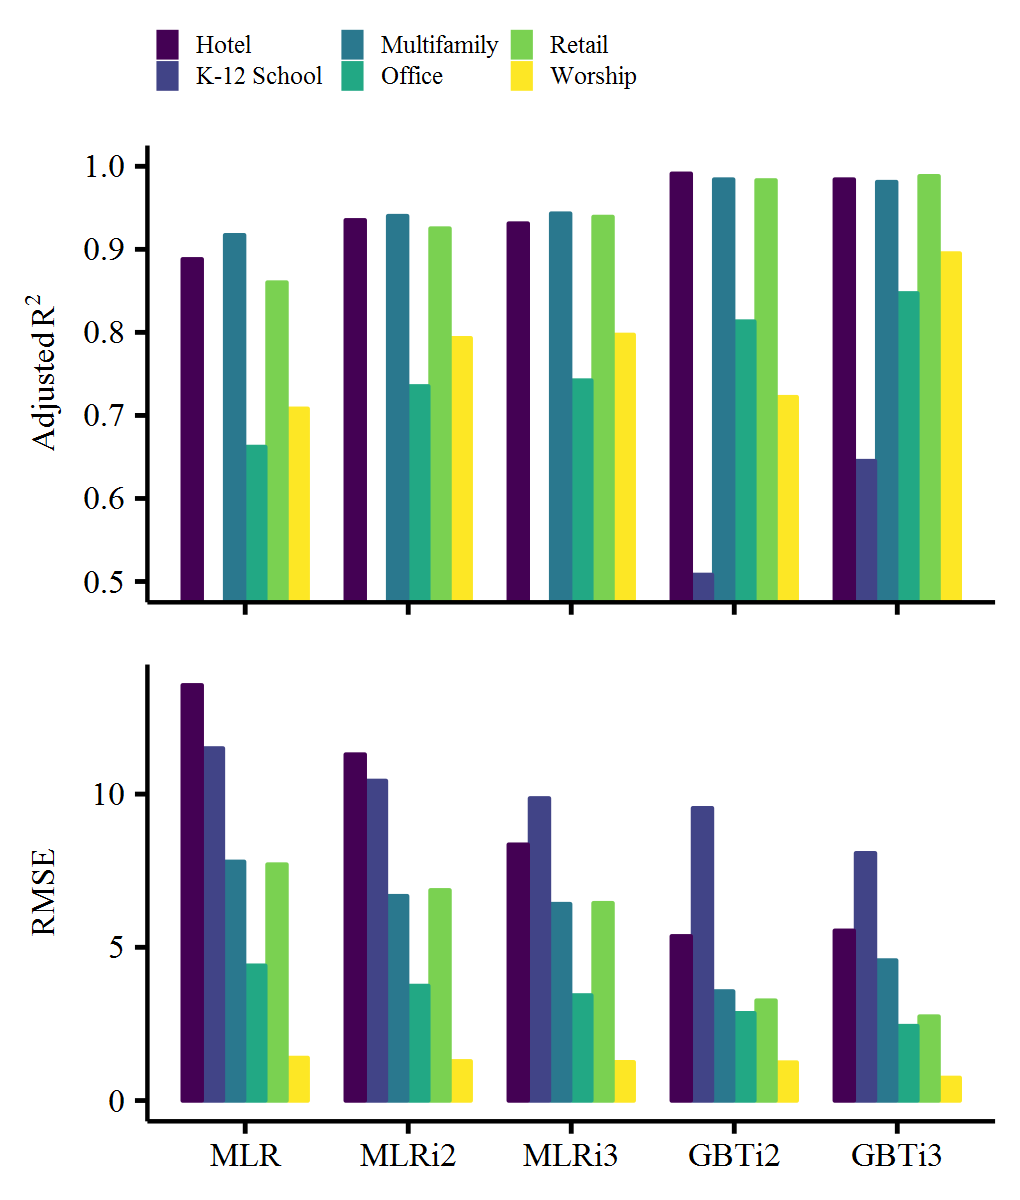 Hotel Multifamily Retail
K-12 School Office Worship
1.0
0.9
0.8
0.7
0.6
0.5
Adjusted R²
10
5
0
RMSE
MLR MLRi2 MLRi3 GBTi2 GBTi3